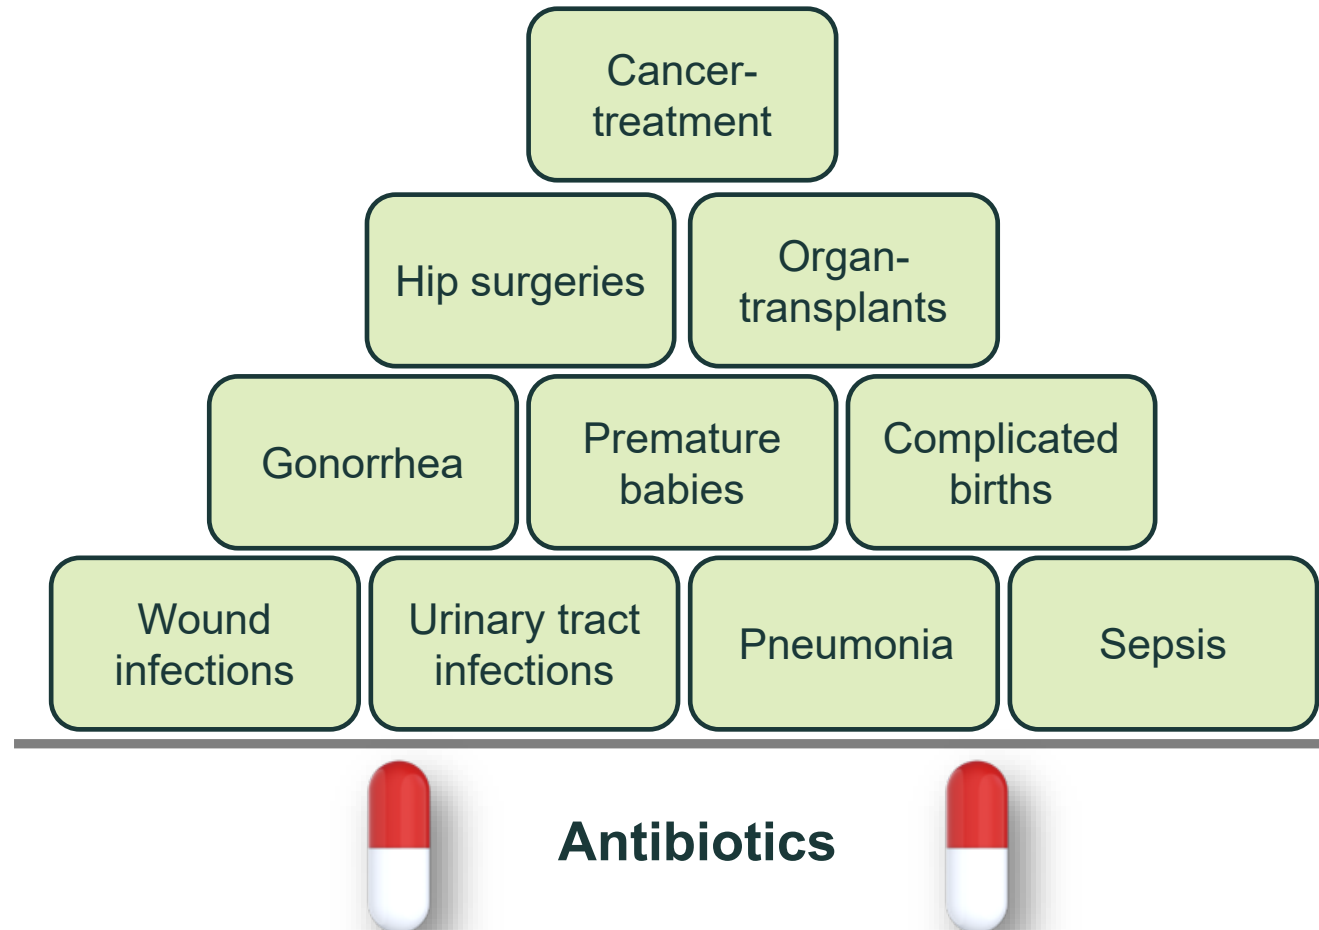 Cancer-
treatment
Hip surgeries
Organ-
transplants
Gonorrhea
Premature
babies
Complicated
births
Wound
infections
Urinary tract
infections
Pneumonia
Sepsis
Antibiotics